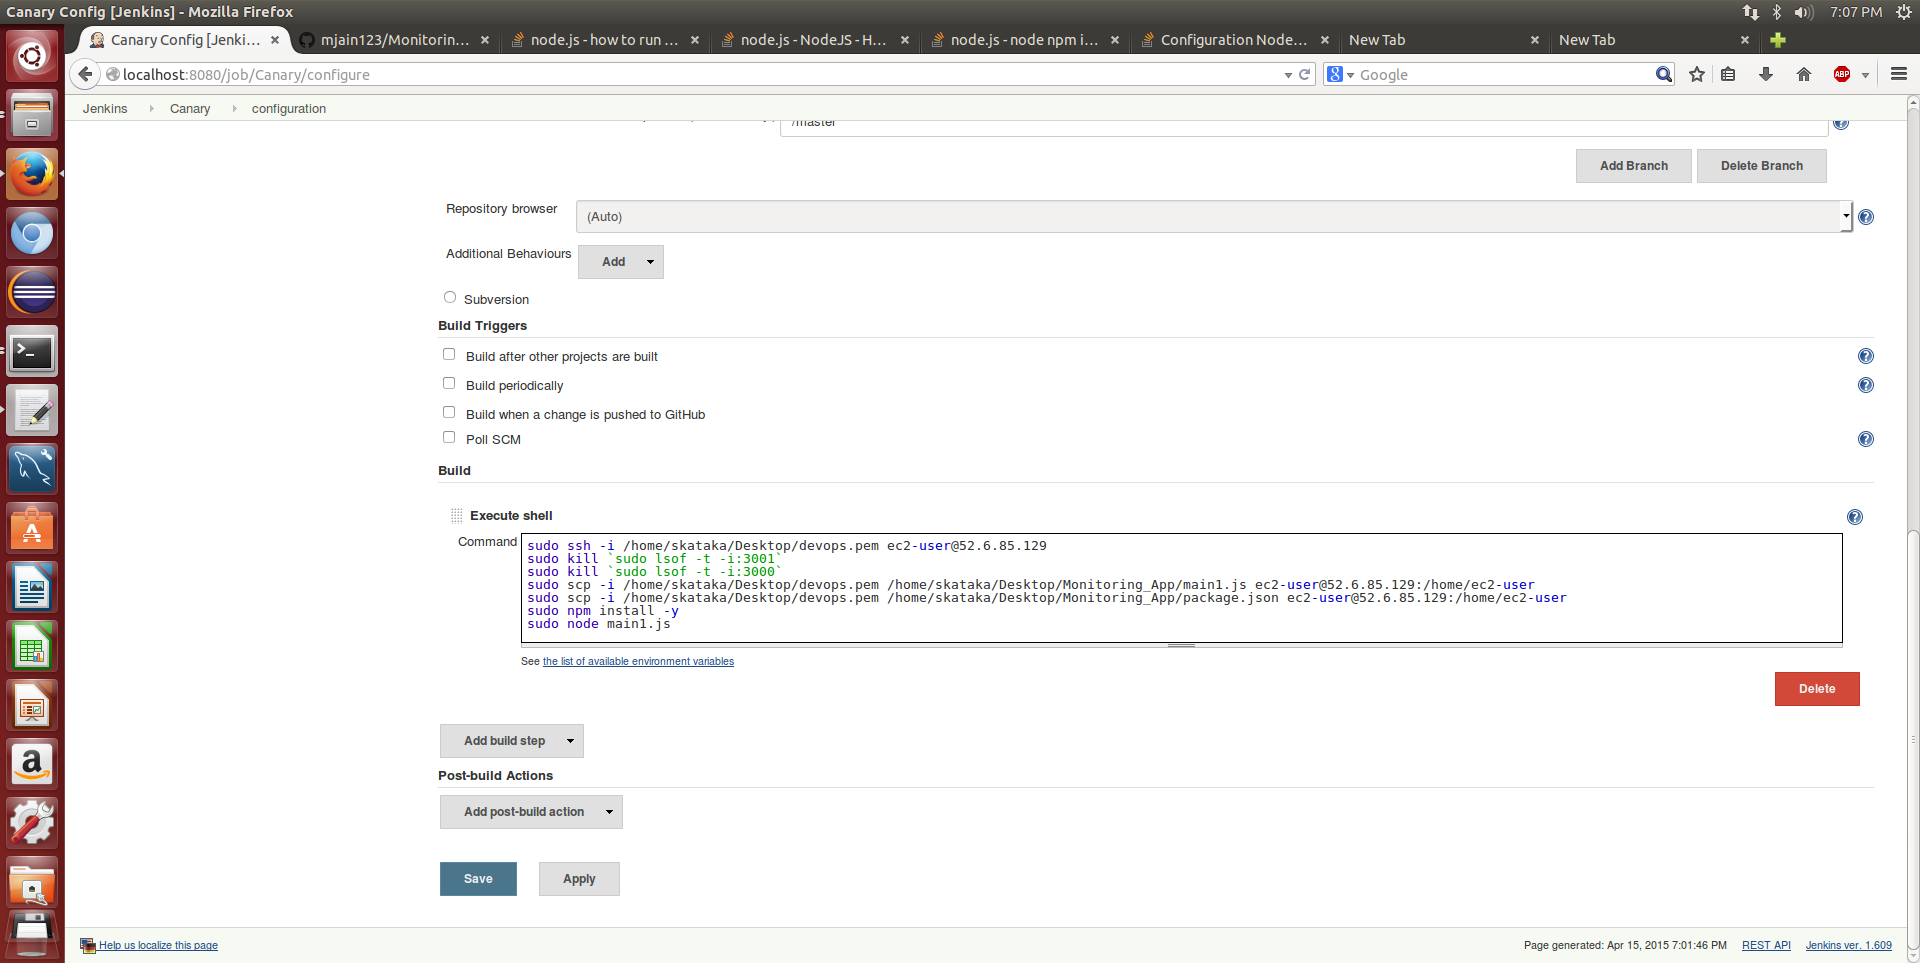 Canary Config [Jenkins] - Mozilla Firefox
7:07 PM
Canary Config [Jenki...
mjain123/Monitorin...
node.js - how to run ...
node.js - NodeJS - H...
node.js - node npm i...
Configuration Node...
New Tab
New Tab
localhost:8080/job/Canary/configure
Google
ABP
Jenkins
Canary
configuration
/master
Add Branch
Delete Branch
Repository browser
(Auto)
Additional Behaviours
Add
Subversion
Build Triggers
Build after other projects are built
Build periodically
Build when a change is pushed to GitHub
Poll SCM
Build
Execute shell
Command
sudo ssh -i /home/skataka/Desktop/devops.pem ec2-user@52.6.85.129
sudo kill `sudo lsof -t -i:3001`
sudo kill `sudo lsof -t -i:3000`
sudo scp -i /home/skataka/Desktop/devops.pem /home/skataka/Desktop/Monitoring_App/main1.js ec2-user@52.6.85.129:/home/ec2-user
sudo scp -i /home/skataka/Desktop/devops.pem /home/skataka/Desktop/Monitoring_App/package.json ec2-user@52.6.85.129:/home/ec2-user
sudo npm install -y
sudo node main1.js
See the list of available environment variables
Delete
Add build step
Post-build Actions
Add post-build action
Save
Apply
Help us localize this page
Page generated: Apr 15, 2015 7:01:46 PM
REST API
Jenkins ver. 1.609